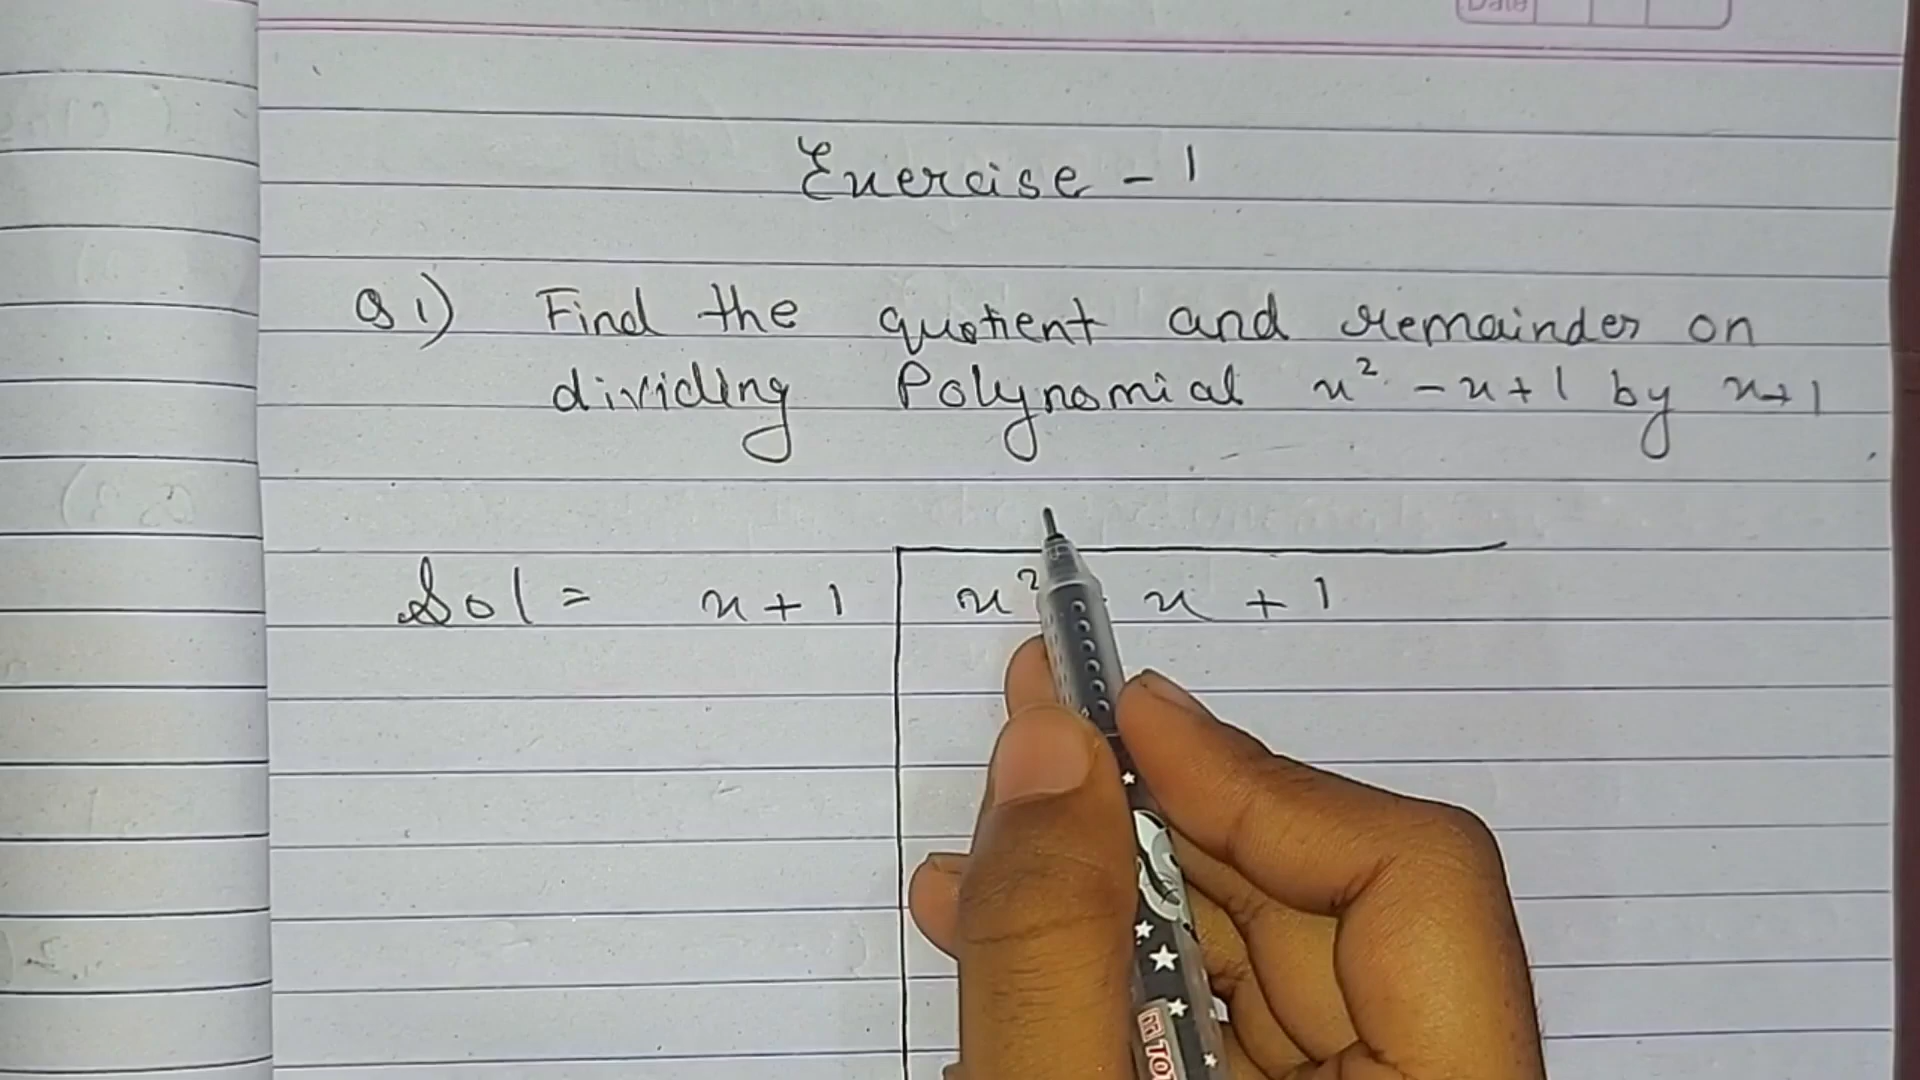 Date
Exercise - 1
Q1) Find the quotient and remainder on
dividing Polynomial x² - x + 1 by x+1
Sol = x + 1 x² - x + 1